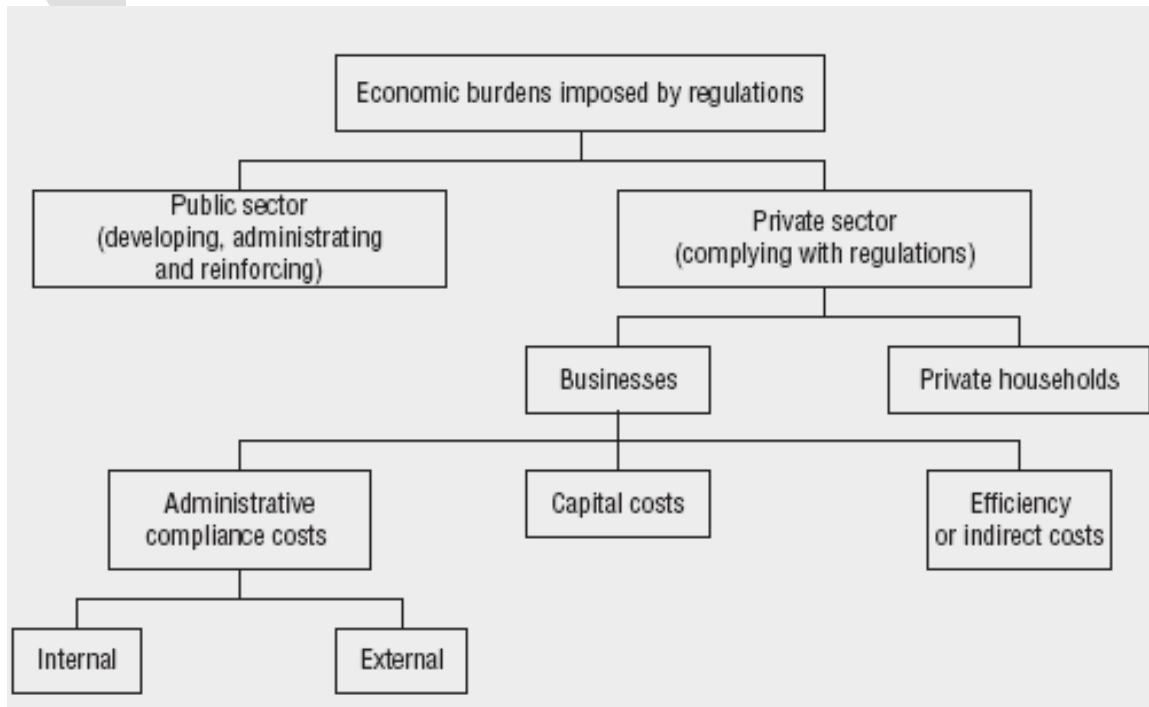 Economic burdens imposed by regulations
Public sector
(developing, administrating
and reinforcing)
Private sector
(complying with regulations)
Businesses
Private households
Administrative
compliance costs
Capital costs
Efficiency
or indirect costs
Internal
External